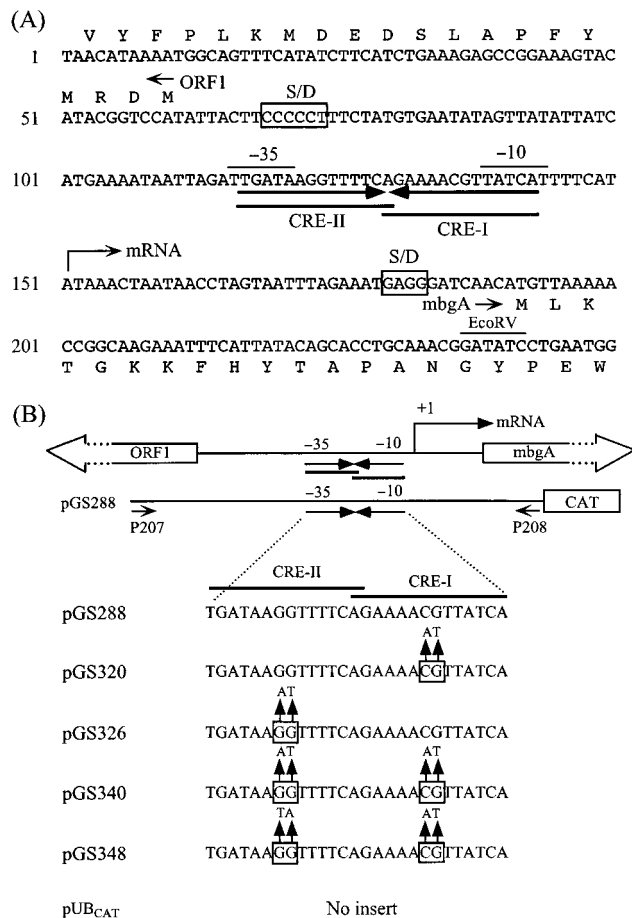 (A)
V Y F P L K M D E D S L A P F Y
1 TAACATAAAATGGCAGTTTCATATCTTCATCTGAAAGAGCCGGAAAGTAC
← ORF1
M R D M S/D
51 ATACGGTCCATATTACTTCCCCCTTTCTATGTGAATATAGTTATATTATC
−35 −10
101 ATGAAAATAATTAGATTGATAAGGTTTTCAGAAAACGTTATCATTTTCAT
CRE-II CRE-I
mRNA S/D
151 ATAAACTAATAACCTAGTAATTTAGAAATGAGGGATCAACATGTTAAAAA
mbgA → M L K
EcoRV
201 CCGGCAAGAAATTTCATTATACAGCACCTGCAAACGGATATCCTGAATGG
T G K K F H Y T A P A N G Y P E W
(B)
+1 mRNA
ORF1 −35 −10 mbgA
pGS288 −35 −10 CAT
P207 P208
CRE-II CRE-I
pGS288 TGATAAGGTTTTCAGAAAACGTTATCA
AT
pGS320 TGATAAGGTTTTCAGAAAACGTTATCA
AT
pGS326 TGATAAGGTTTTCAGAAAACGTTATCA
AT AT
pGS340 TGATAAGGTTTTCAGAAAACGTTATCA
TA AT
pGS348 TGATAAGGTTTTCAGAAAACGTTATCA
pUBCAT No insert